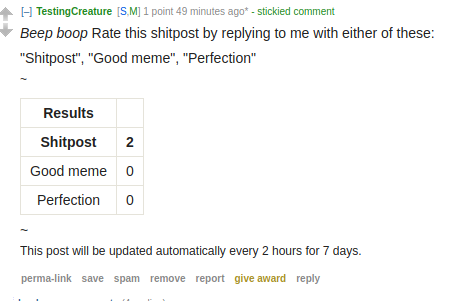 [–] TestingCreature [S,M] 1 point 49 minutes ago* - stickied comment
Beep boop Rate this shitpost by replying to me with either of these:
"Shitpost", "Good meme", "Perfection"
~
Results
Shitpost 2
Good meme 0
Perfection 0
~
This post will be updated automatically every 2 hours for 7 days.
perma-link save spam remove report give award reply